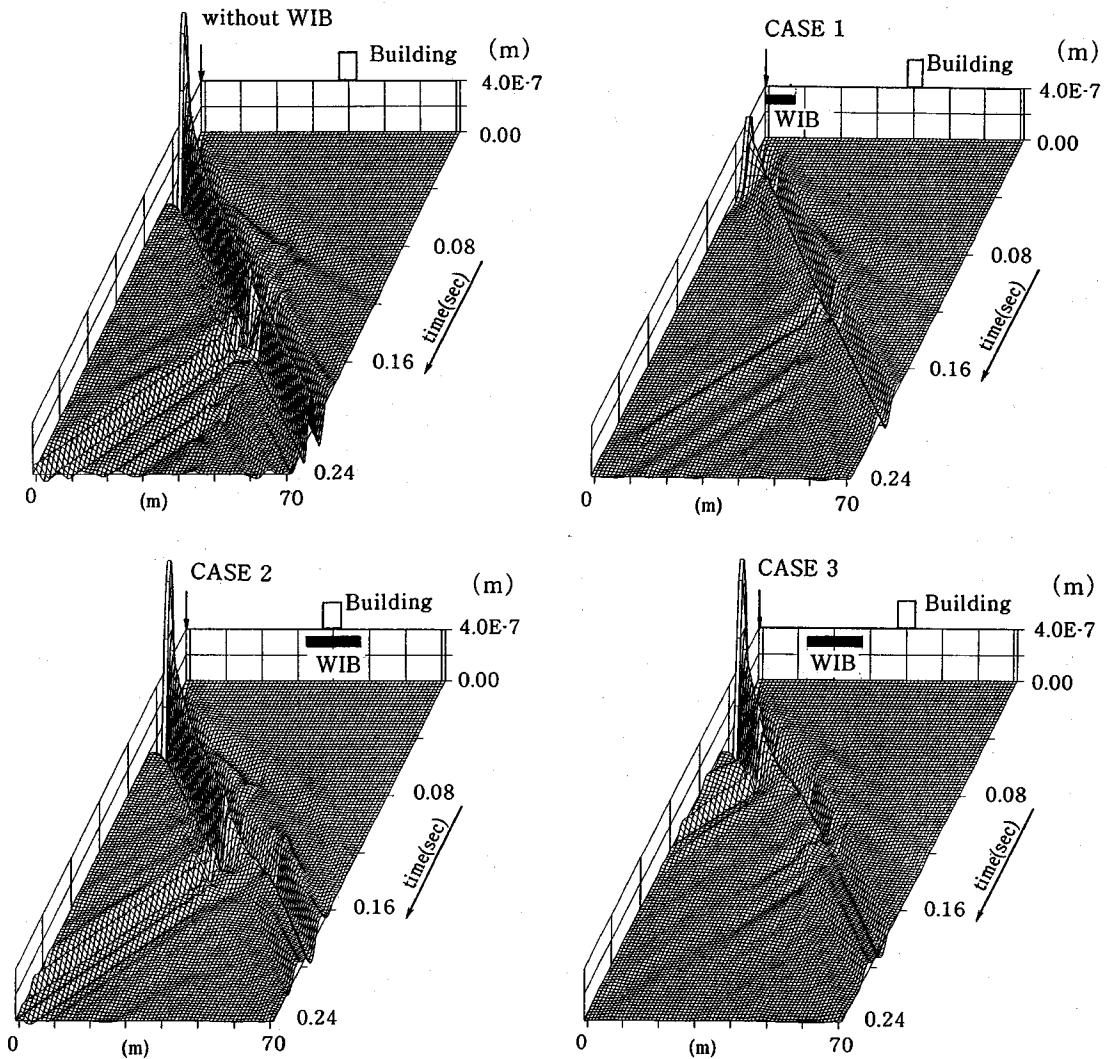 without WIB
Building
(m)
4.0E-7
0.00
0.08
time(sec)
0.16
0.24
0
(m)
70
CASE 1
Building
(m)
4.0E-7
WIB
0.00
0.08
time(sec)
0.16
0.24
0
(m)
70
CASE 2
Building
(m)
4.0E-7
WIB
0.00
0.08
time(sec)
0.16
0.24
0
(m)
70
CASE 3
Building
(m)
4.0E-7
WIB
0.00
0.08
time(sec)
0.16
0.24
0
(m)
70